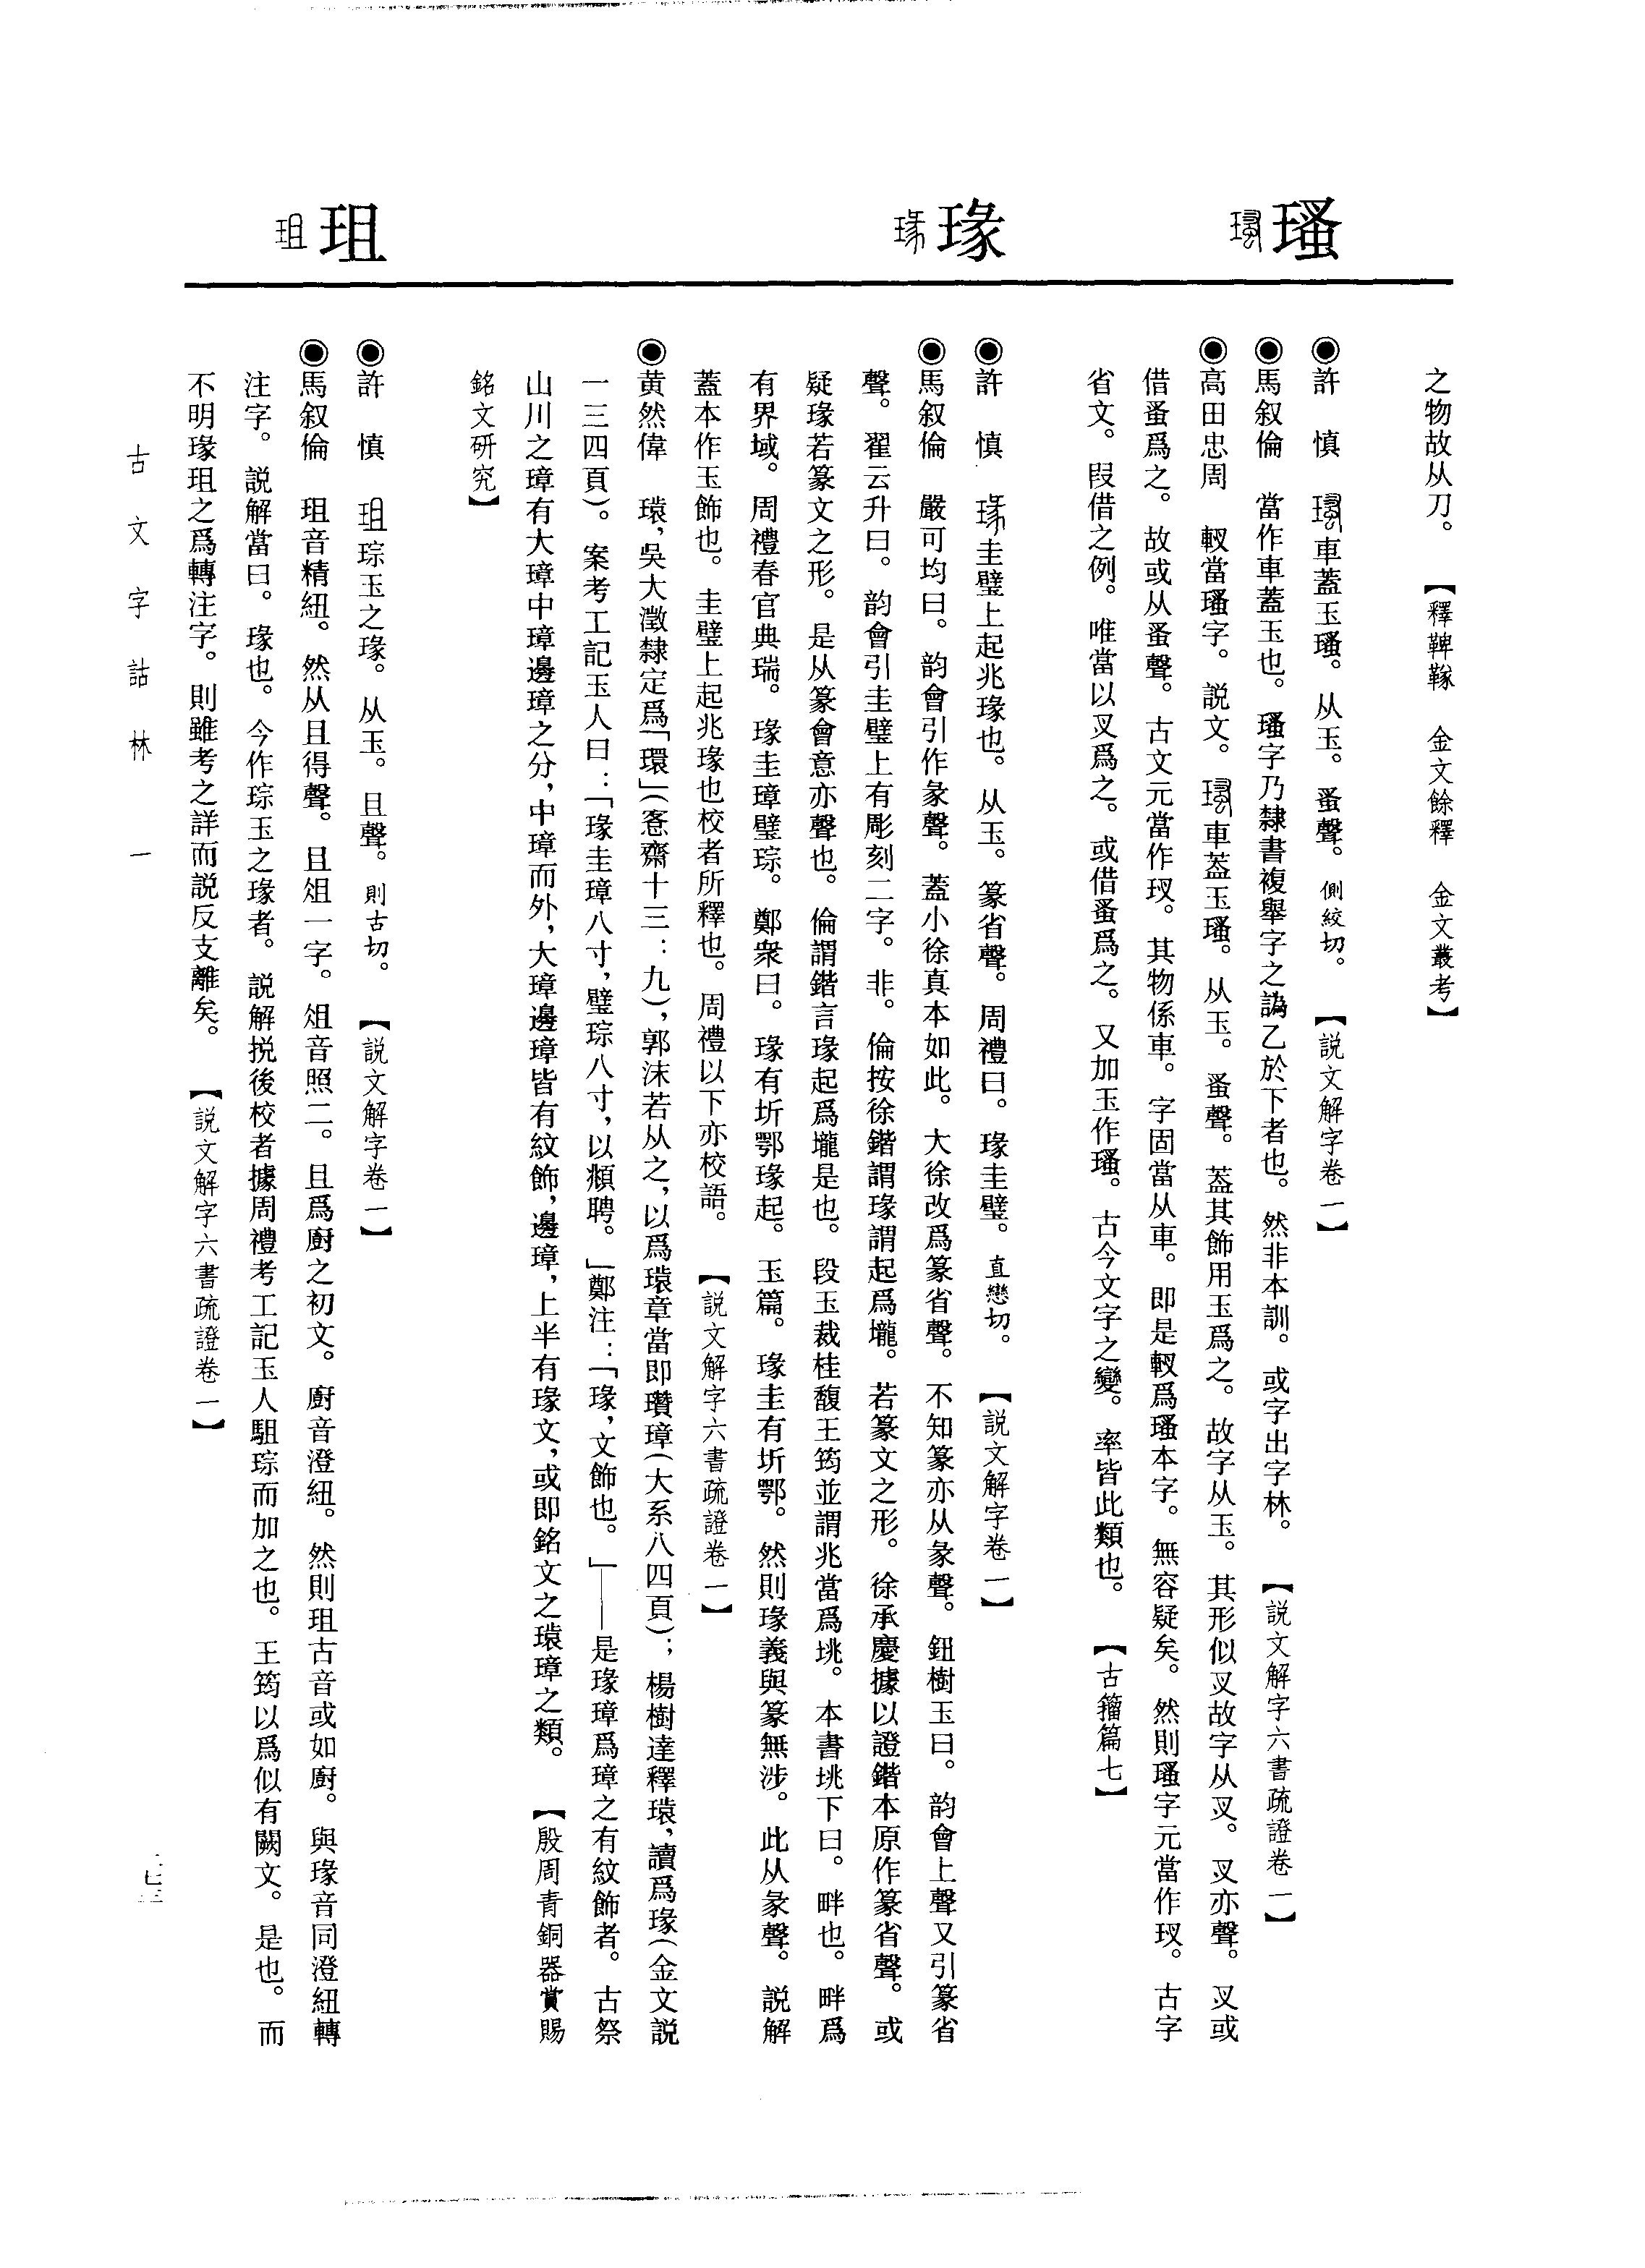 瑵
瑑
珇
之物故从刀。　【釋鞞鞣　金文餘釋　金文叢考】
◉許　慎　車蓋玉瑵。从玉。蚤聲。側絞切。　【説文解字卷一】
◉馬叙倫　當作車蓋玉也。瑵字乃隸書複舉字之譌乙於下者也。然非本訓。或字出字林。　【説文解字六書疏證卷一】
◉高田忠周　當瑵字。説文。車葢玉瑵。从玉。蚤聲。葢其飾用玉爲之。故字从玉。其形似叉故字从叉。叉亦聲。叉或
借蚤爲之。故或从蚤聲。古文元當作。其物係車。字固當从車。即是爲瑵本字。無容疑矣。然則瑵字元當作。古字
省文。叚借之例。唯當以叉爲之。或借蚤爲之。又加玉作瑵。古今文字之變。率皆此類也。　【古籀篇七】
◉許　慎　圭璧上起兆瑑也。从玉。篆省聲。周禮曰。瑑圭璧。直戀切。　【説文解字卷一】
◉馬叙倫　嚴可均曰。韵會引作彖聲。蓋小徐真本如此。大徐改爲篆省聲。不知篆亦从彖聲。鈕樹玉曰。韵會上聲又引篆省
聲。翟云升曰。韵會引圭璧上有彫刻二字。非。倫按徐鍇謂瑑謂起爲壠。若篆文之形。徐承慶據以證鍇本原作篆省聲。或
疑瑑若篆文之形。是从篆會意亦聲也。倫謂鍇言瑑起爲壠是也。段玉裁桂馥王筠並謂兆當爲垗。本書垗下曰。畔也。畔爲
有界域。周禮春官典瑞。瑑圭璋璧琮。鄭衆曰。瑑有圻鄂瑑起。玉篇。瑑圭有圻鄂。然則瑑義與篆無涉。此从彖聲。説解
蓋本作玉飾也。圭璧上起兆瑑也校者所釋也。周禮以下亦校語。　【説文解字六書疏證卷一】
◉黄然偉　瑗，吳大澂隸定爲「環」（愙齋十三：九），郭沫若从之，以爲瑗章當即瓚璋（大系八四頁）；楊樹達釋瑗，讀爲瑑（金文説
一三四頁）。案考工記玉人曰：「瑑圭璋八寸，璧琮八寸，以頫聘。」鄭注：「瑑，文飾也。」——是瑑璋爲璋之有紋飾者。古祭
山川之璋有大璋中璋邊璋之分，中璋而外，大璋邊璋皆有紋飾，邊璋，上半有瑑文，或即銘文之瑗璋之類。　【殷周青銅器賞賜
銘文研究】
◉許　慎　珇琮玉之瑑。从玉。且聲。則古切。　【説文解字卷一】
◉馬叙倫　珇音精紐。然从且得聲。且俎一字。俎音照二。且爲廚之初文。廚音澄紐。然則珇古音或如廚。與瑑音同澄紐轉
注字。説解當曰。瑑也。今作琮玉之瑑者。説解挩後校者據周禮考工記玉人駔琮而加之也。王筠以爲似有闕文。是也。而
不明瑑珇之爲轉注字。則雖考之詳而説反支離矣。　【説文解字六書疏證卷一】
古文字詁林　一